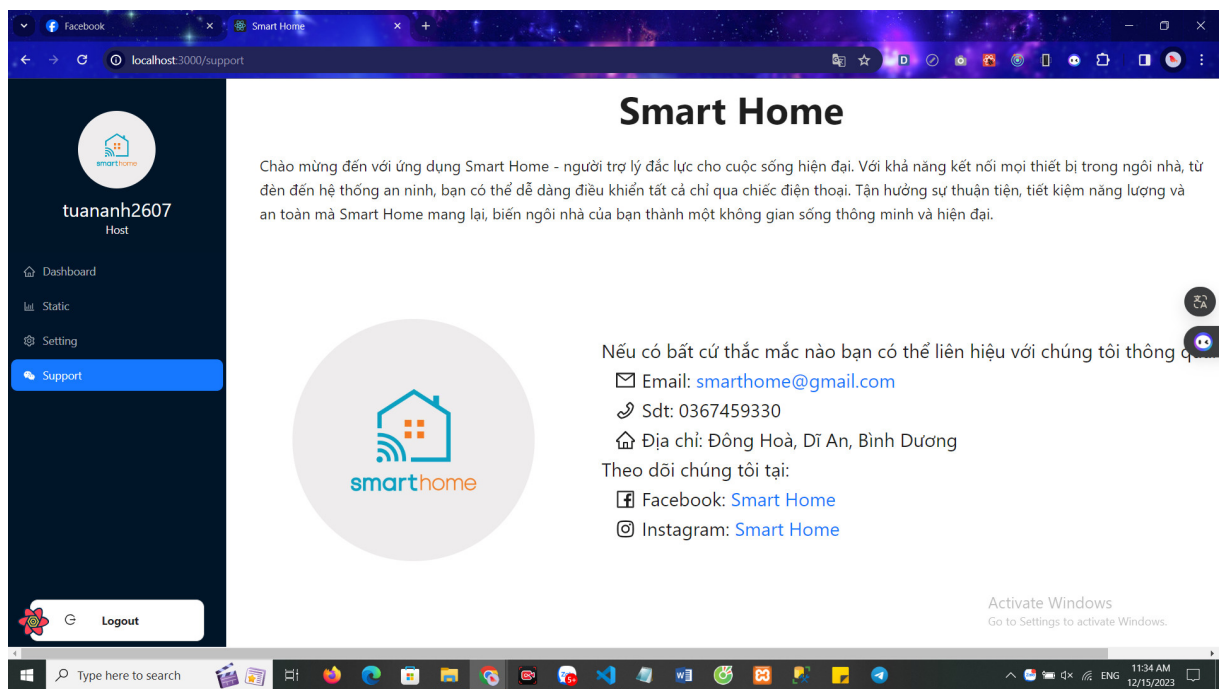 Facebook
Smart Home
localhost:3000/support
smarthome
tuananh2607
Host
Dashboard
Static
Setting
Support
Logout
Smart Home
Chào mừng đến với ứng dụng Smart Home - người trợ lý đắc lực cho cuộc sống hiện đại. Với khả năng kết nối mọi thiết bị trong ngôi nhà, từ
đèn đến hệ thống an ninh, bạn có thể dễ dàng điều khiển tất cả chỉ qua chiếc điện thoại. Tận hưởng sự thuận tiện, tiết kiệm năng lượng và
an toàn mà Smart Home mang lại, biến ngôi nhà của bạn thành một không gian sống thông minh và hiện đại.
smarthome
Nếu có bất cứ thắc mắc nào bạn có thể liên hiệu với chúng tôi thông
Email: smarthome@gmail.com
Sdt: 0367459330
Địa chỉ: Đông Hoà, Dĩ An, Bình Dương
Theo dõi chúng tôi tại:
Facebook: Smart Home
Instagram: Smart Home
Activate Windows
Go to Settings to activate Windows.
Type here to search
ENG
11:34 AM
12/15/2023